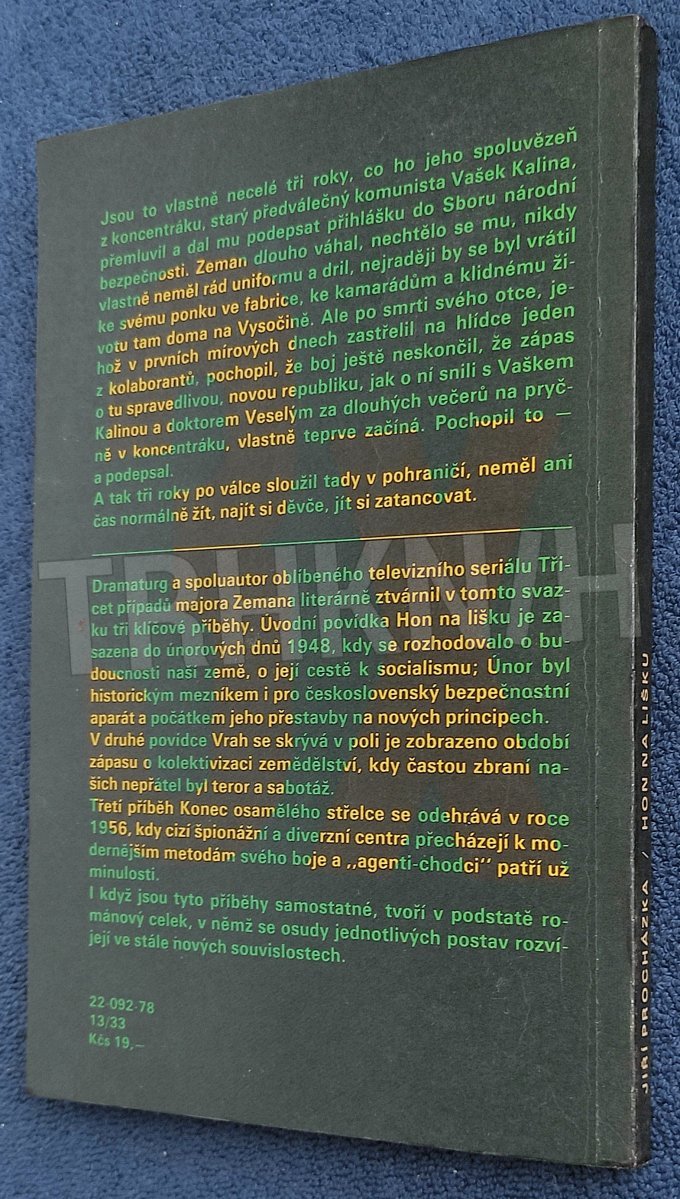 Jsou to vlastně necelé tři roky, co ho jeho spoluvězeň
z koncentráku, starý předválečný komunista Vašek Kalina,
přemluvil a dal mu podepsat přihlášku do Sboru národní
bezpečnosti. Zeman dlouho váhal, nechtělo se mu, nikdy
vlastně neměl rád uniformu a dril, nejraději by se byl vrátil
ke svému ponku ve fabrice, ke kamarádům a klidnému ži-
votu tam doma na Vysočině. Ale po smrti svého otce, je-
hož v prvních mírových dnech zastřelil na hlídce jeden
z kolaborantů, pochopil, že boj ještě neskončil, že zápas
o tu spravedlivou, novou republiku, jak o ní snili s Vaškem
Kalinou a doktorem Veselým za dlouhých večerů na pryč-
ně v koncentráku, vlastně teprve začíná. Pochopil to —
a podepsal.
A tak tři roky po válce sloužil tady v pohraničí, neměl ani
čas normálně žít, najít si děvče, jít si zatancovat.
Dramaturg a spoluautor oblíbeného televizního seriálu Tři-
cet případů majora Zemana literárně ztvárnil v tomto svaz-
ku tři klíčové příběhy. Úvodní povídka Hon na lišku je za-
sazena do únorových dnů 1948, kdy se rozhodovalo o bu-
doucnosti naší země, o její cestě k socialismu; Únor byl
historickým mezníkem i pro československý bezpečnostní
aparát a počátkem jeho přestavby na nových principech.
V druhé povídce Vrah se skrývá v poli je zobrazeno období
zápasu o kolektivizaci zemědělství, kdy častou zbraní na-
šich nepřátel byl teror a sabotáž.
Třetí příběh Konec osamělého střelce se odehrává v roce
1956, kdy cizí špionážní a diverzní centra přecházejí k mo-
dernějším metodám svého boje a „agenti-chodci" patří už
minulosti.
I když jsou tyto příběhy samostatné, tvoří v podstatě ro-
mánový celek, v němž se osudy jednotlivých postav rozví-
její ve stále nových souvislostech.
22-092-78
13/33
Kčs 19,—
JIŘÍ PROCHÁZKA / HON NA LIŠKU